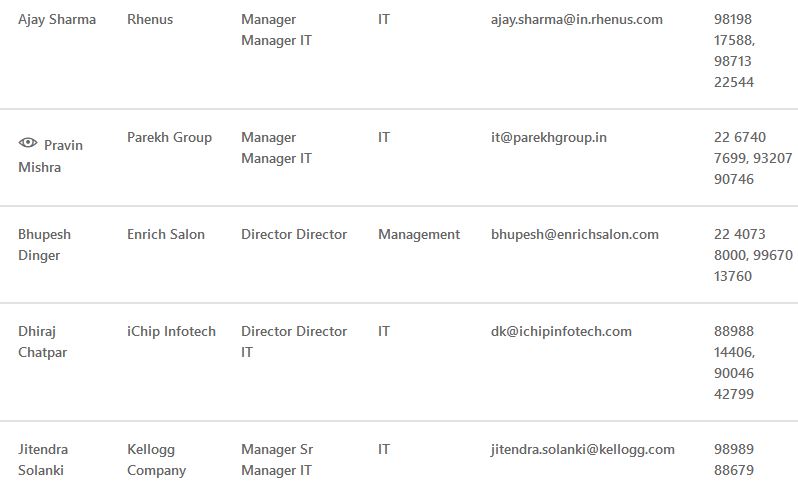 Ajay Sharma Rhenus Manager IT ajay.sharma@in.rhenus.com 98198
Manager IT 17588,
98713
22544
Pravin Parekh Group Manager IT it@parekhgroup.in 22 6740
Mishra Manager IT 7699, 93207
90746
Bhupesh Enrich Salon Director Director Management bhupesh@enrichsalon.com 22 4073
Dinger 8000, 99670
13760
Dhiraj iChip Infotech Director Director IT dk@ichipinfotech.com 88988
Chatpar IT 14406,
90046
42799
Jitendra Kellogg Manager Sr IT jitendra.solanki@kellogg.com 98989
Solanki Company Manager IT 88679